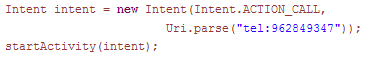 Intent intent = new Intent(Intent.ACTION_CALL,
Uri.parse("tel:962849347"));
startActivity(intent);